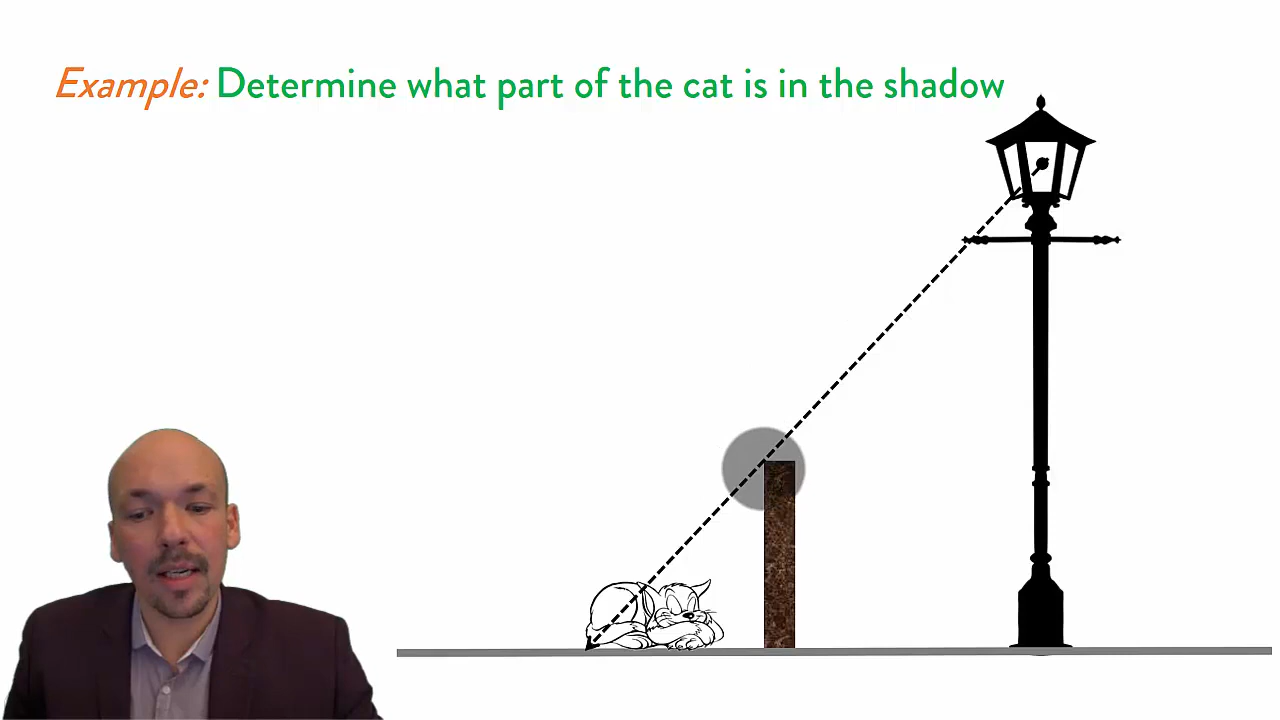 Example: Determine what part of the cat is in the shadow